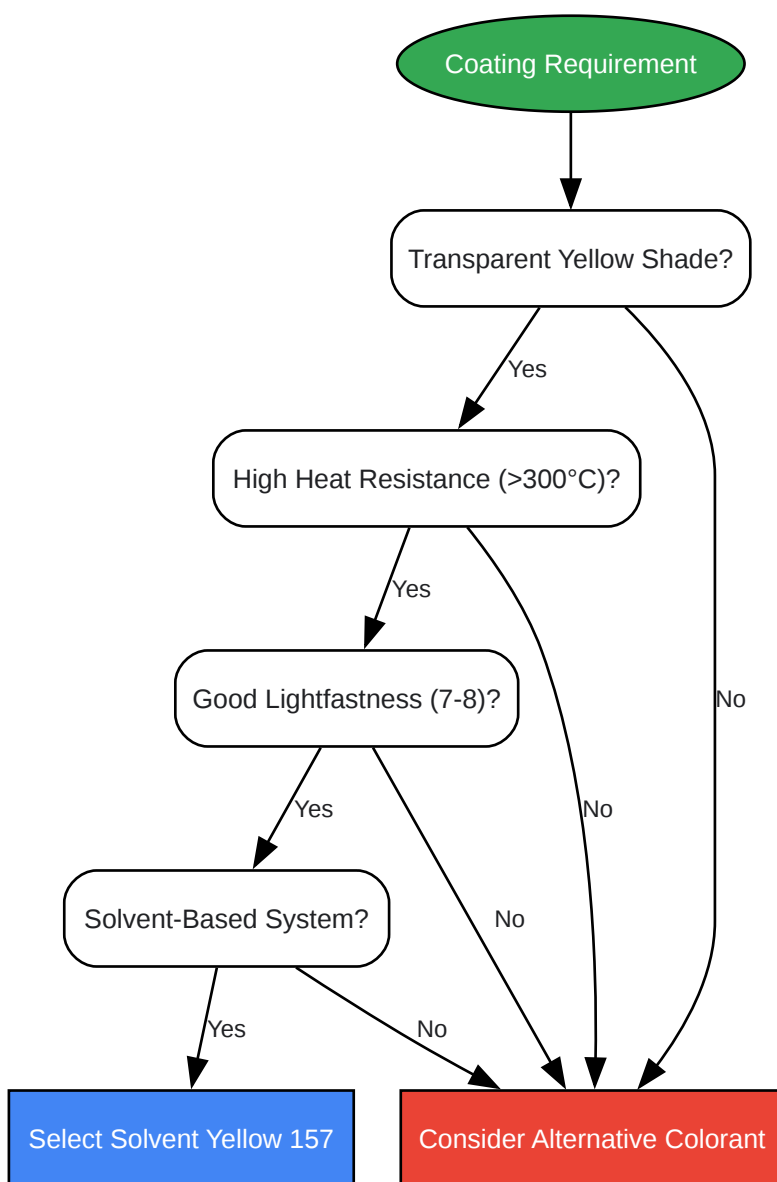 Coating Requirement
Transparent Yellow Shade?
Yes
High Heat Resistance (>300°C)?
Yes
Good Lightfastness (7-8)?
No
Yes
No
Solvent-Based System?
No
Yes
No
Select Solvent Yellow 157
Consider Alternative Colorant